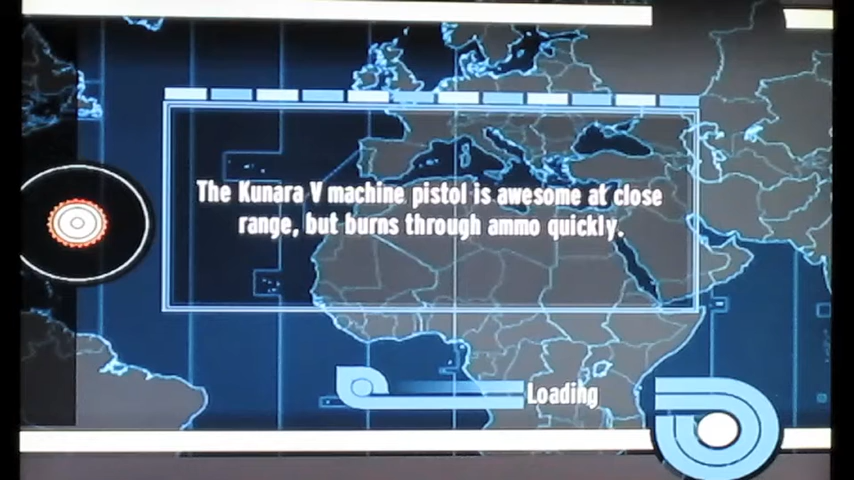 The Kunara V machine pistol is awesome at close
range, but burns through ammo quickly.
Loading